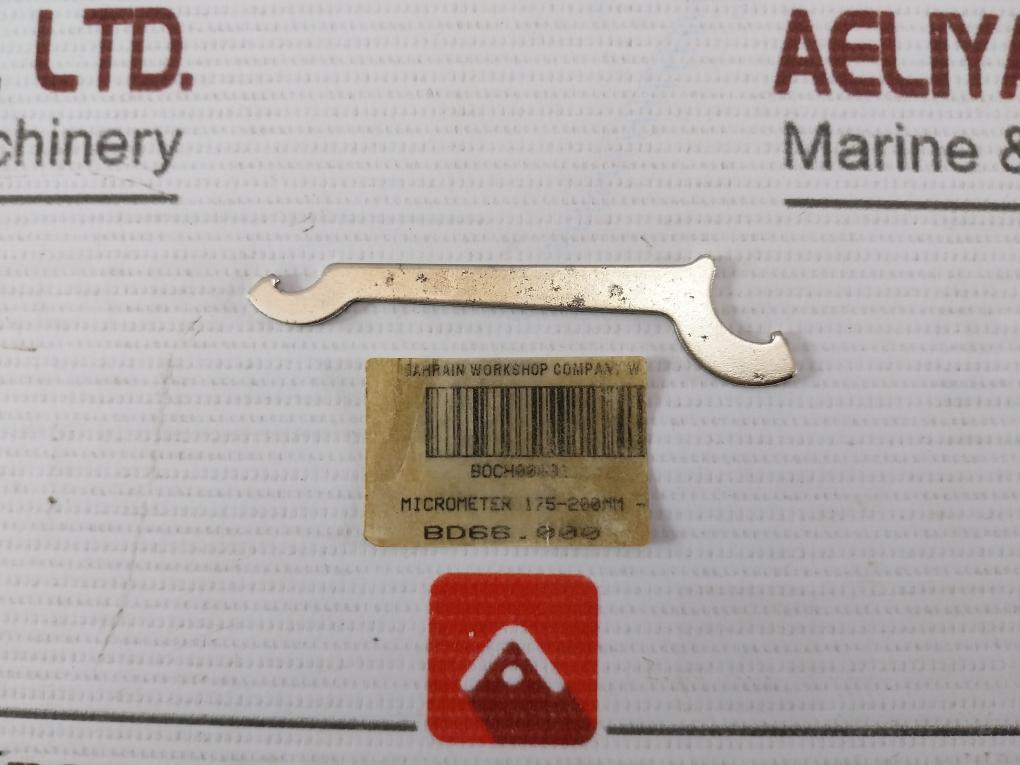 , LTD.
AELIYA
chinery
Marine &
BAHRAIN WORKSHOP COMPANY W
MICROMETER 175-200MM -
BD66.000